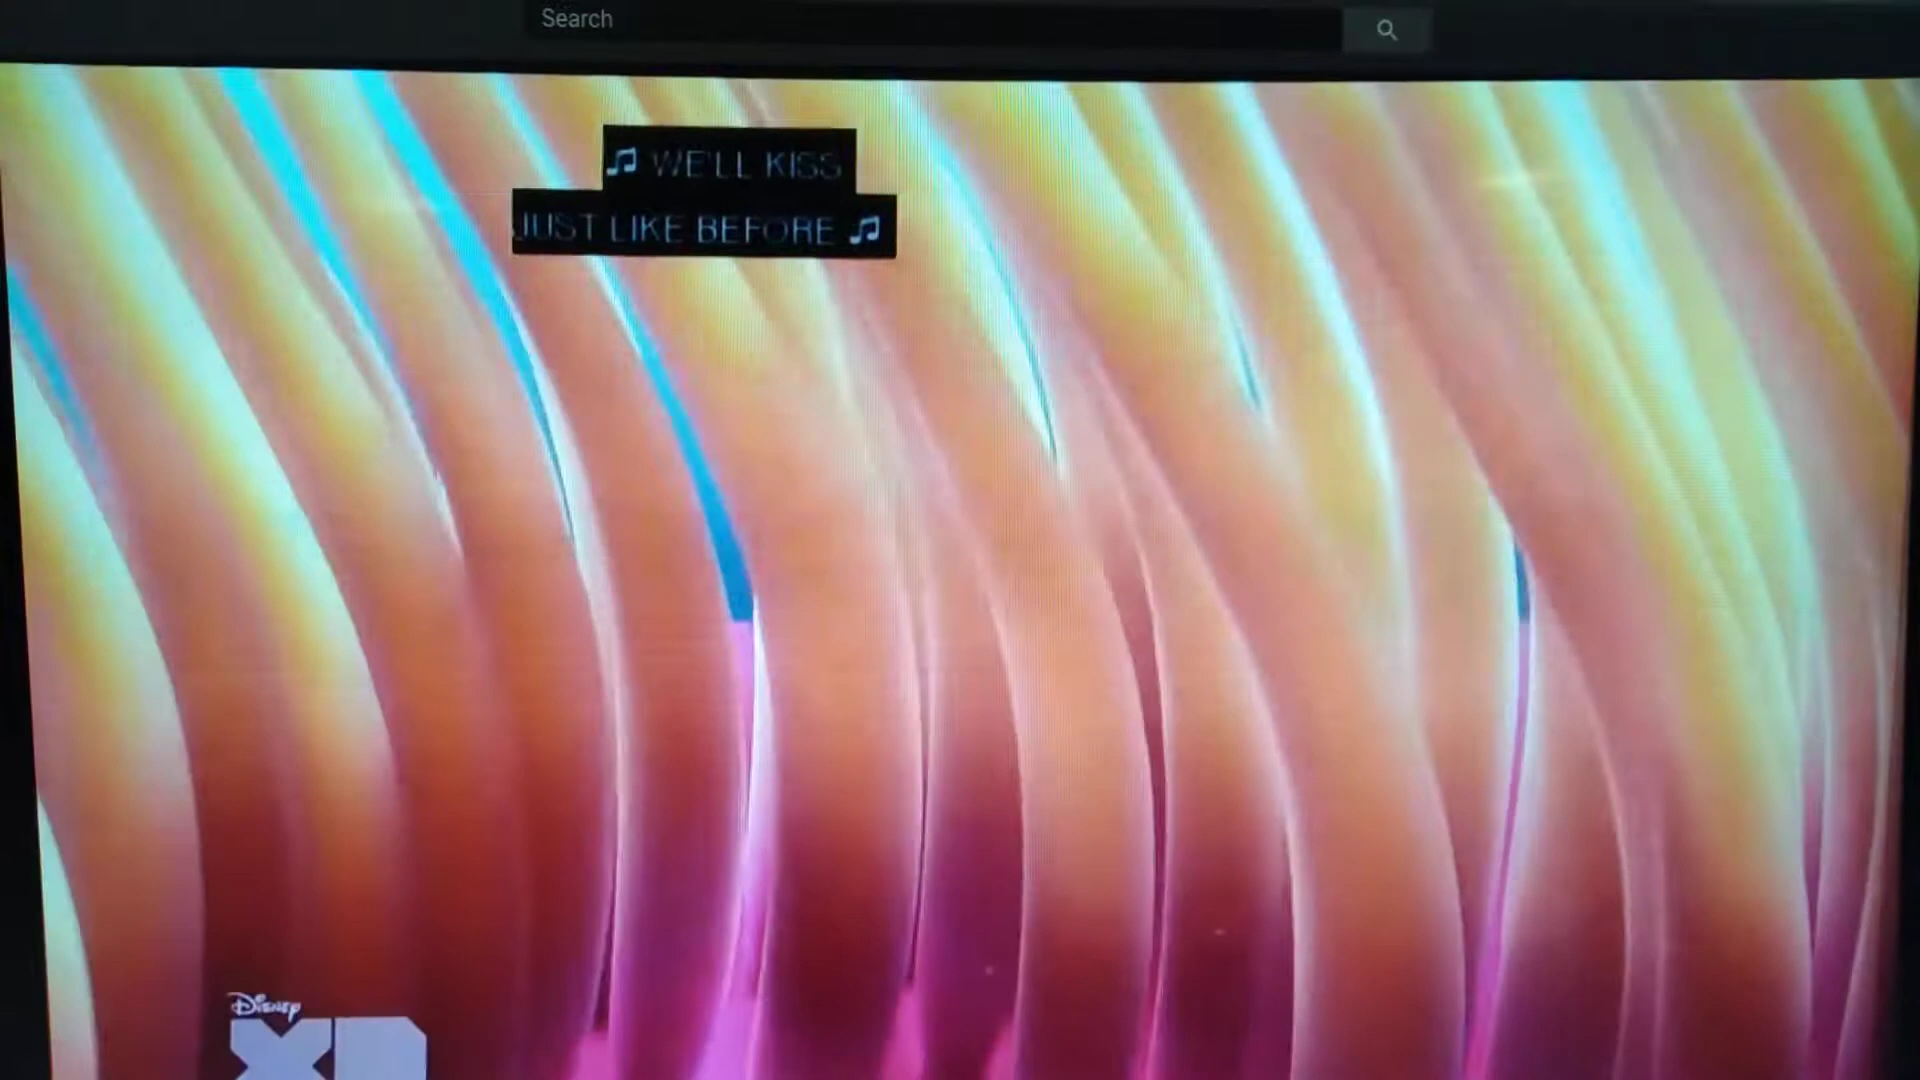 Search
♫ WE'LL KISS
JUST LIKE BEFORE ♫
Disney
XD